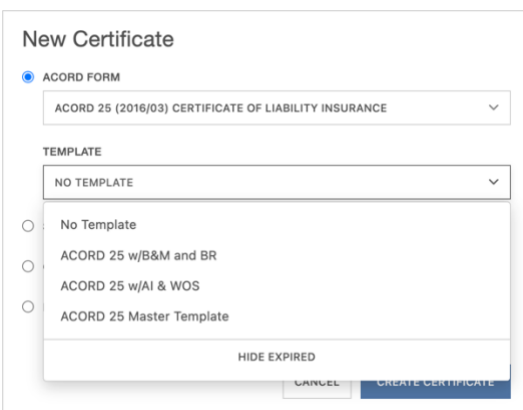 New Certificate
ACORD FORM
ACORD 25 (2016/03) CERTIFICATE OF LIABILITY INSURANCE
TEMPLATE
NO TEMPLATE
No Template
ACORD 25 w/B&M and BR
ACORD 25 w/AI & WOS
ACORD 25 Master Template
HIDE EXPIRED
CANCEL CREATE CERTIFICATE